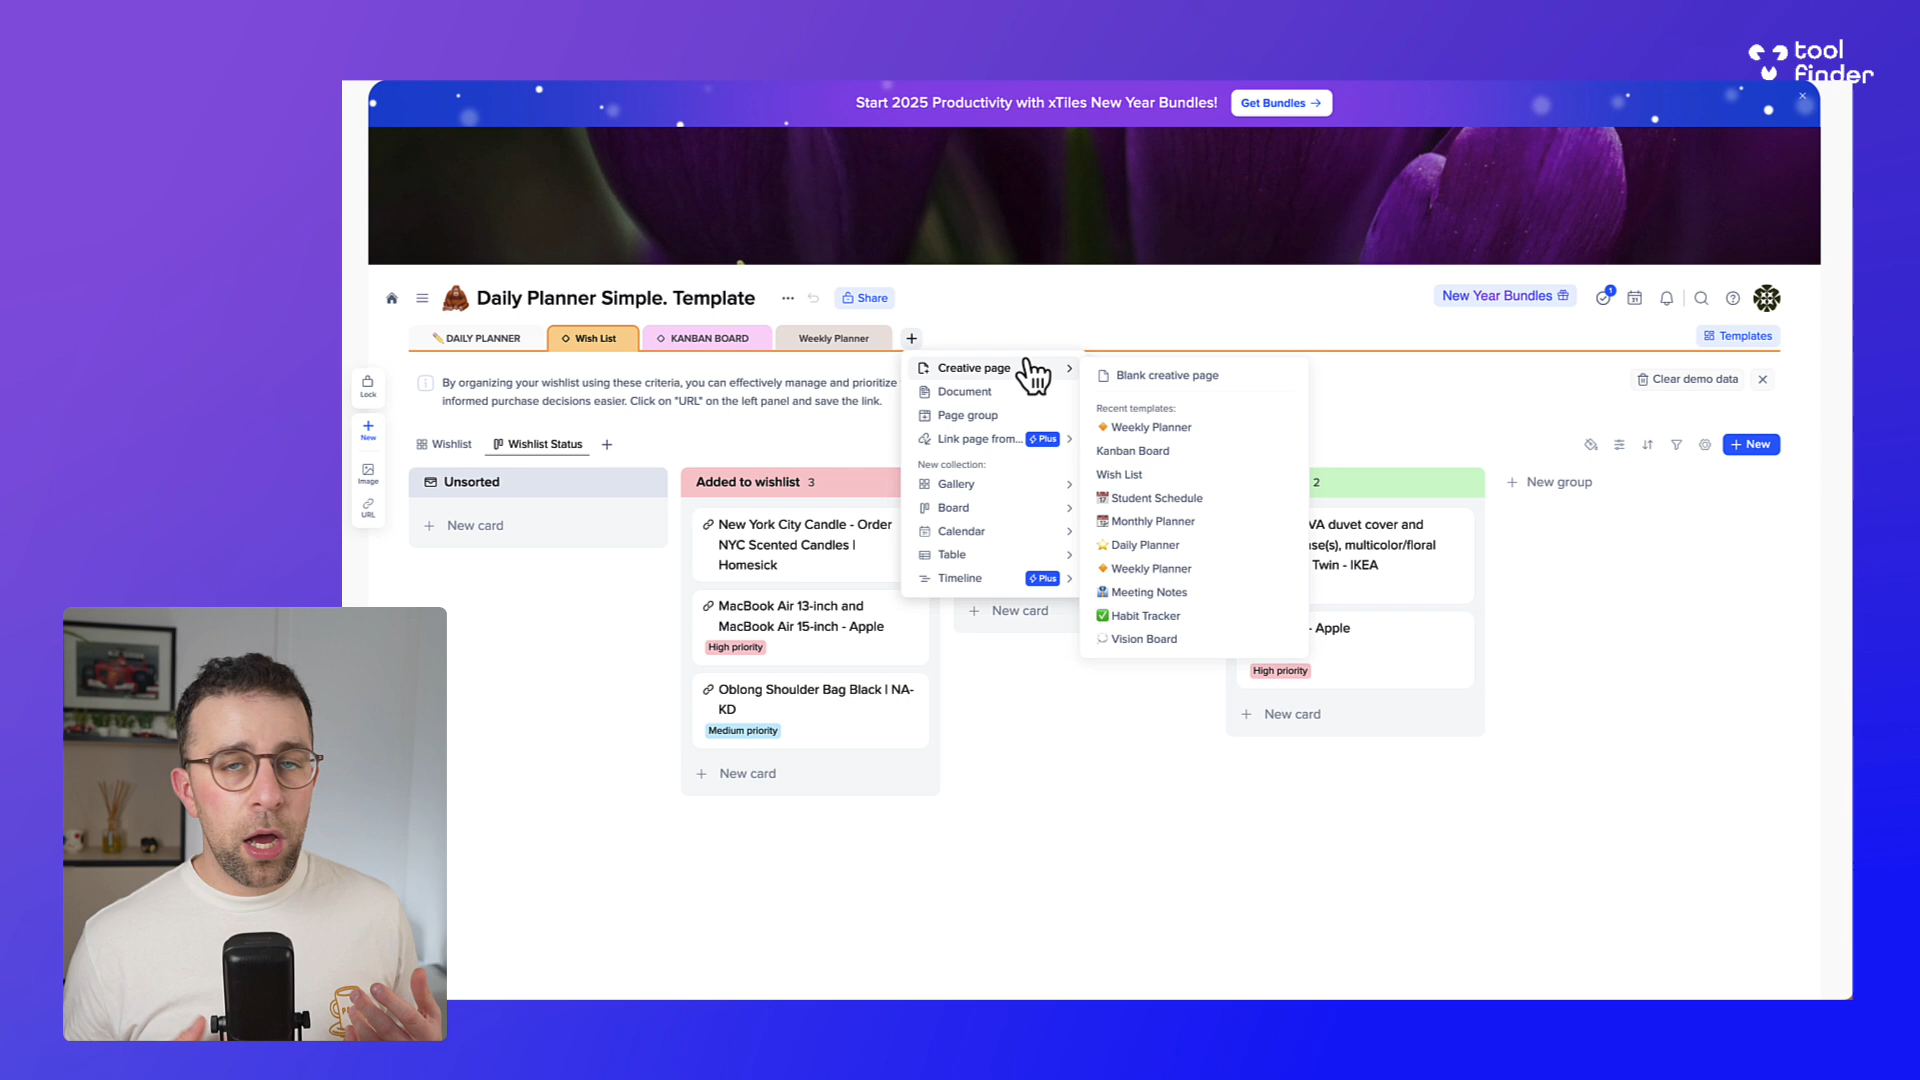 tool
finder
Start 2025 Productivity with xTiles New Year Bundles!
Get Bundles →
Daily Planner Simple. Template
Share
New Year Bundles
1
DAILY PLANNER
Wish List
KANBAN BOARD
Weekly Planner
Templates
By organizing your wishlist using these criteria, you can effectively manage and prioritize
informed purchase decisions easier. Click on "URL" on the left panel and save the link.
Clear demo data
Lock
New
Image
URL
Wishlist
Wishlist Status
New
Creative page
Document
Page group
Link page from...
Plus
New collection:
Gallery
Board
Calendar
Table
Timeline
Plus
Blank creative page
Recent templates:
Weekly Planner
Kanban Board
Wish List
Student Schedule
Monthly Planner
Daily Planner
Weekly Planner
Meeting Notes
Habit Tracker
Vision Board
Unsorted
New card
Added to wishlist 3
New York City Candle - Order
NYC Scented Candles |
Homesick
MacBook Air 13-inch and
MacBook Air 15-inch - Apple
High priority
Oblong Shoulder Bag Black | NA-
KD
Medium priority
New card
New card
2
VA duvet cover and
se(s), multicolor/floral
Twin - IKEA
- Apple
High priority
New card
New group